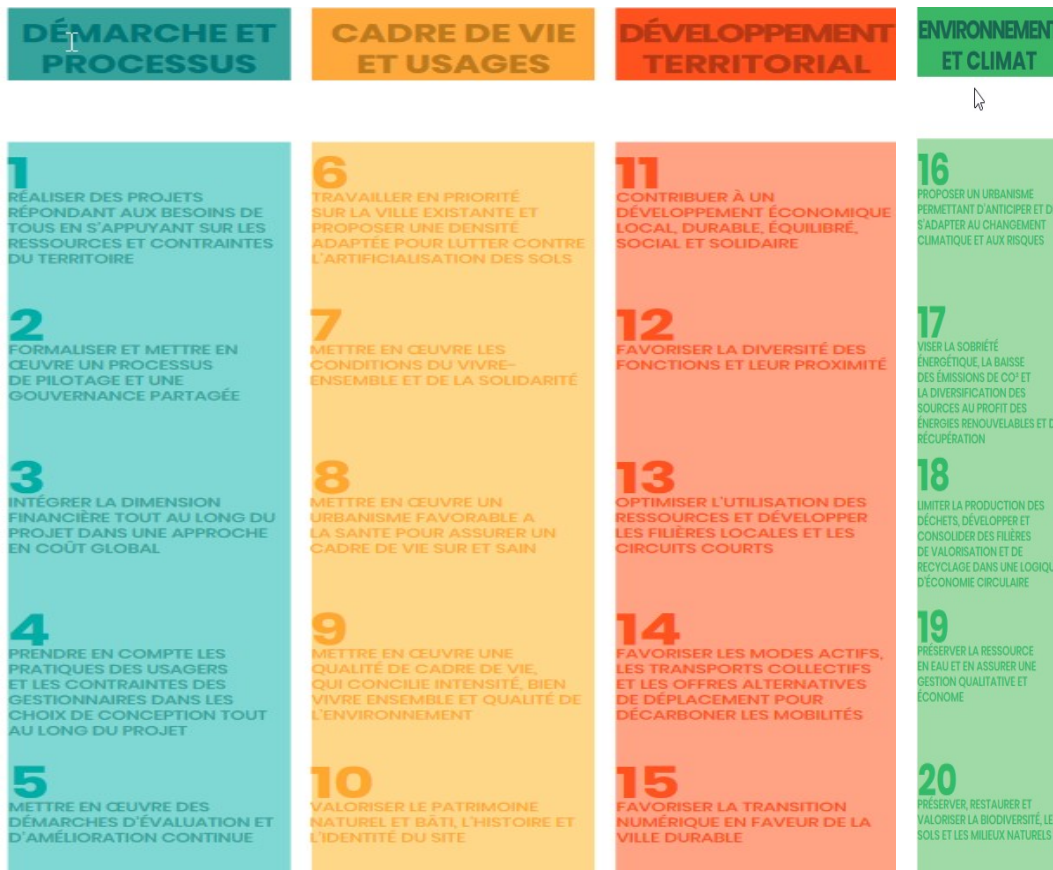 DÉMARCHE ET
PROCESSUS
1
RÉALISER DES PROJETS
RÉPONDANT AUX BESOINS DE
TOUS EN S'APPUYANT SUR LES
RESSOURCES ET CONTRAINTES
DU TERRITOIRE
2
FORMALISER ET METTRE EN
ŒUVRE UN PROCESSUS
DE PILOTAGE ET UNE
GOUVERNANCE PARTAGÉE
3
INTÉGRER LA DIMENSION
FINANCIÈRE TOUT AU LONG DU
PROJET DANS UNE APPROCHE
EN COÛT GLOBAL
4
PRENDRE EN COMPTE LES
PRATIQUES DES USAGERS
ET LES CONTRAINTES DES
GESTIONNAIRES DANS LES
CHOIX DE CONCEPTION TOUT
AU LONG DU PROJET
5
METTRE EN ŒUVRE DES
DÉMARCHES D'ÉVALUATION ET
D'AMÉLIORATION CONTINUE
CADRE DE VIE
ET USAGES
6
TRAVAILLER EN PRIORITÉ
SUR LA VILLE EXISTANTE ET
PROPOSER UNE DENSITÉ
ADAPTÉE POUR LUTTER CONTRE
L'ARTIFICIALISATION DES SOLS
7
METTRE EN ŒUVRE LES
CONDITIONS DU VIVRE-
ENSEMBLE ET DE LA SOLIDARITÉ
8
METTRE EN ŒUVRE UN
URBANISME FAVORABLE A
LA SANTE POUR ASSURER UN
CADRE DE VIE SUR ET SAIN
9
METTRE EN ŒUVRE UNE
QUALITÉ DE CADRE DE VIE,
QUI CONCILIE INTENSITÉ, BIEN
VIVRE ENSEMBLE ET QUALITÉ DE
L'ENVIRONNEMENT
10
VALORISER LE PATRIMOINE
NATUREL ET BÂTI, L'HISTOIRE ET
L'IDENTITÉ DU SITE
DÉVELOPPEMENT
TERRITORIAL
11
CONTRIBUER À UN
DÉVELOPPEMENT ÉCONOMIQUE
LOCAL, DURABLE, ÉQUILIBRÉ,
SOCIAL ET SOLIDAIRE
12
FAVORISER LA DIVERSITÉ DES
FONCTIONS ET LEUR PROXIMITÉ
13
OPTIMISER L'UTILISATION DES
RESSOURCES ET DÉVELOPPER
LES FILIÈRES LOCALES ET LES
CIRCUITS COURTS
14
FAVORISER LES MODES ACTIFS,
LES TRANSPORTS COLLECTIFS
ET LES OFFRES ALTERNATIVES
DE DÉPLACEMENT POUR
DÉCARBONER LES MOBILITÉS
15
FAVORISER LA TRANSITION
NUMÉRIQUE EN FAVEUR DE LA
VILLE DURABLE
ENVIRONNEMENT
ET CLIMAT
16
PROPOSER UN URBANISME
PERMETTANT D'ANTICIPER ET D
S'ADAPTER AU CHANGEMENT
CLIMATIQUE ET AUX RISQUES
17
VISER LA SOBRIÉTÉ
ÉNERGÉTIQUE, LA BAISSE
DES ÉMISSIONS DE CO² ET
LA DIVERSIFICATION DES
SOURCES AU PROFIT DES
ÉNERGIES RENOUVELABLES ET D
RÉCUPÉRATION
18
LIMITER LA PRODUCTION DES
DÉCHETS, DÉVELOPPER ET
CONSOLIDER DES FILIÈRES
DE VALORISATION ET DE
RECYCLAGE DANS UNE LOGIQU
D'ÉCONOMIE CIRCULAIRE
19
PRÉSERVER LA RESSOURCE
EN EAU ET EN ASSURER UNE
GESTION QUALITATIVE ET
ÉCONOME
20
PRÉSERVER, RESTAURER ET
VALORISER LA BIODIVERSITÉ, LE
SOLS ET LES MILIEUX NATURELS